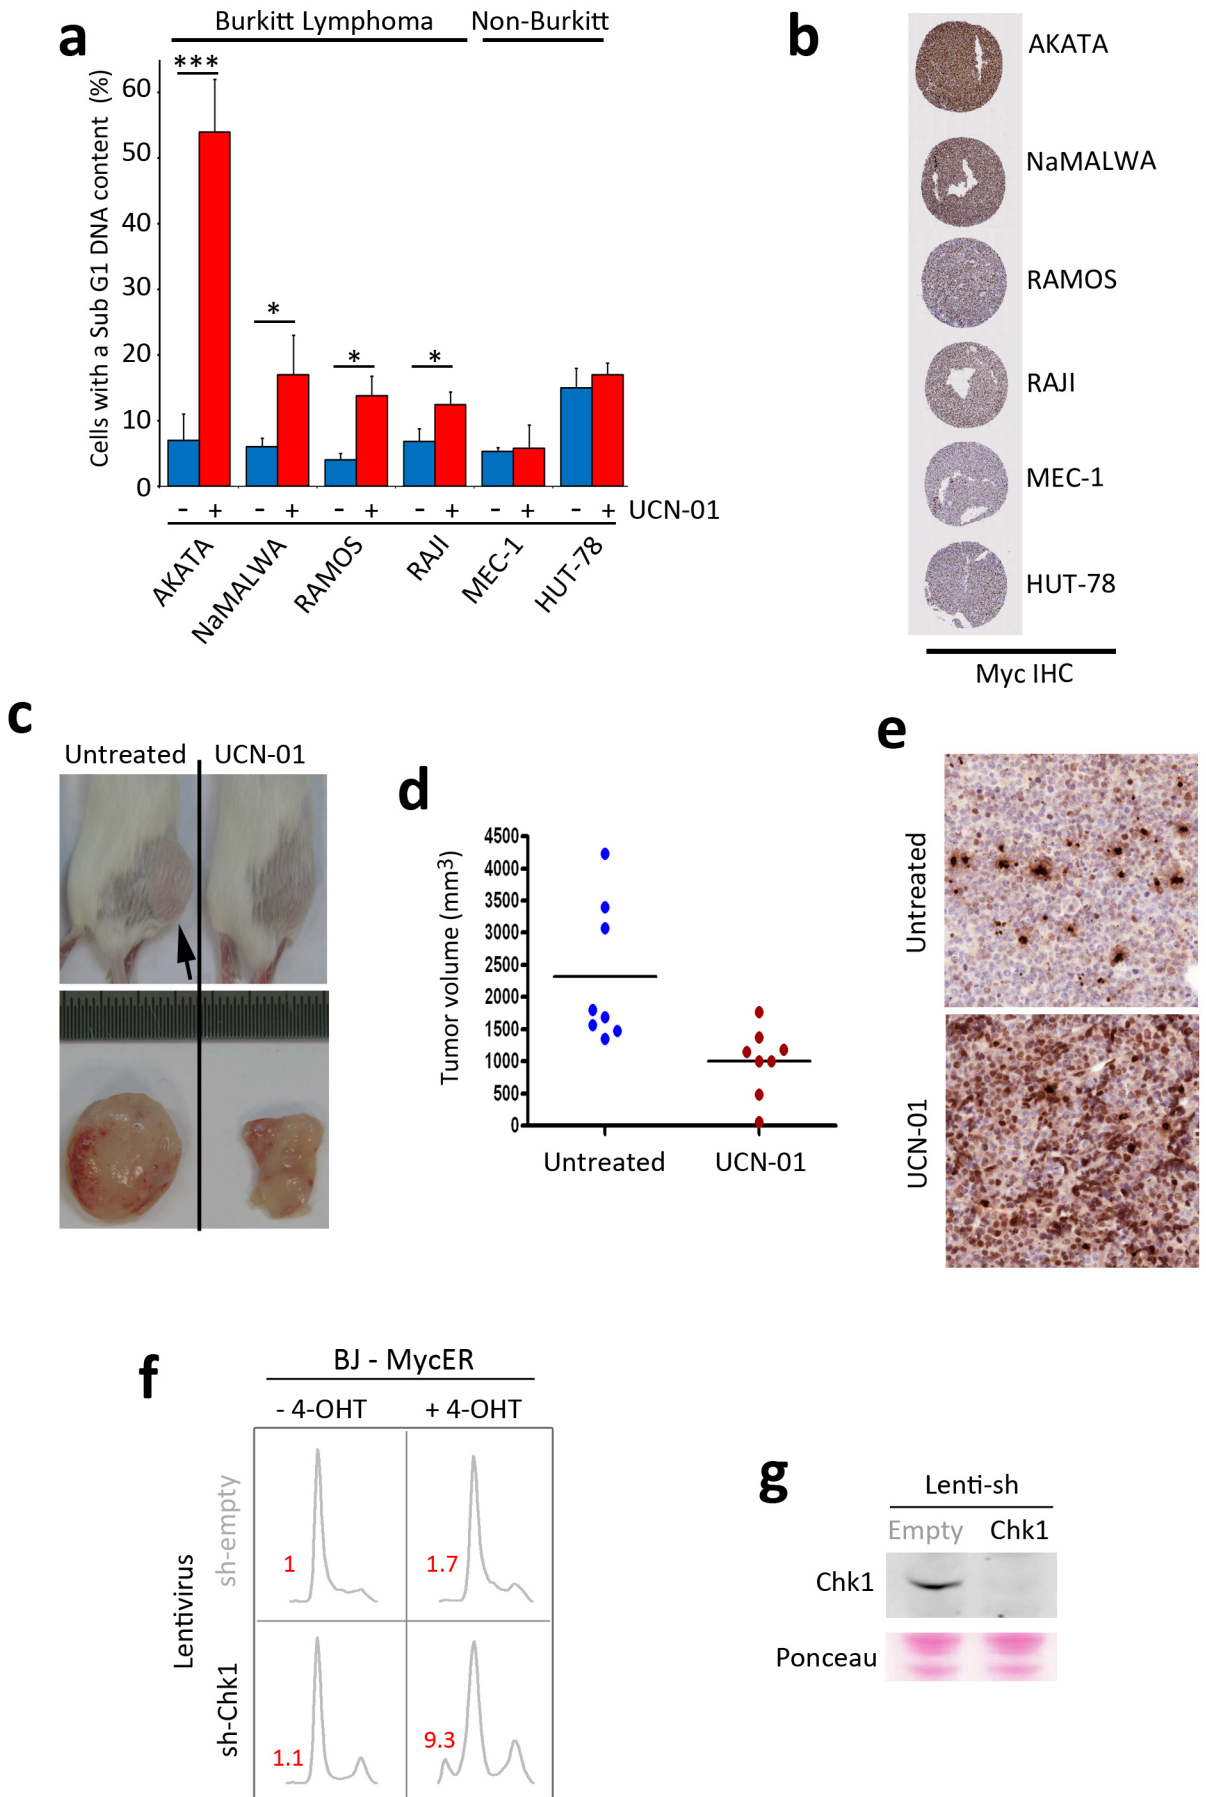 a
Burkitt Lymphoma
Non-Burkitt
Cells with a Sub G1 DNA content (%)
60
50
40
30
20
10
0
***
*
*
*
- + - + - + - + - + - + UCN-01
AKATA
NaMALWA
RAMOS
RAJI
MEC-1
HUT-78
b
AKATA
NaMALWA
RAMOS
RAJI
MEC-1
HUT-78
Myc IHC
c
Untreated
UCN-01
d
Tumor volume (mm3)
4500
4000
3500
3000
2500
2000
1500
1000
500
0
Untreated
UCN-01
e
Untreated
UCN-01
f
BJ - MycER
- 4-OHT
+ 4-OHT
Lentivirus
sh-empty
1
1.7
sh-Chk1
1.1
9.3
g
Lenti-sh
Empty
Chk1
Chk1
Ponceau